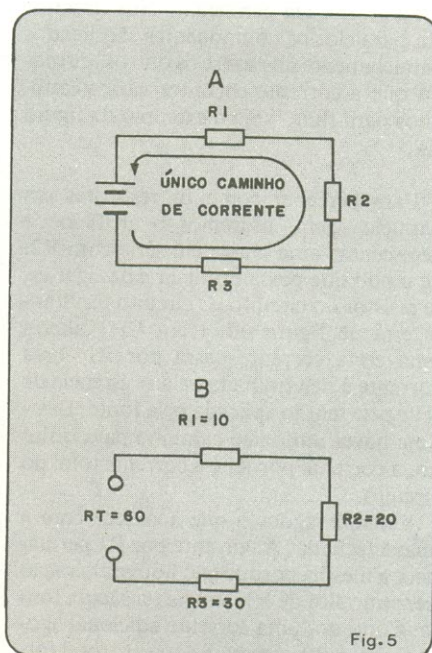 A
R1
ÚNICO CAMINHO
DE CORRENTE
R2
R3
B
R1=10
RT=60
R2=20
R3=30
Fig.5